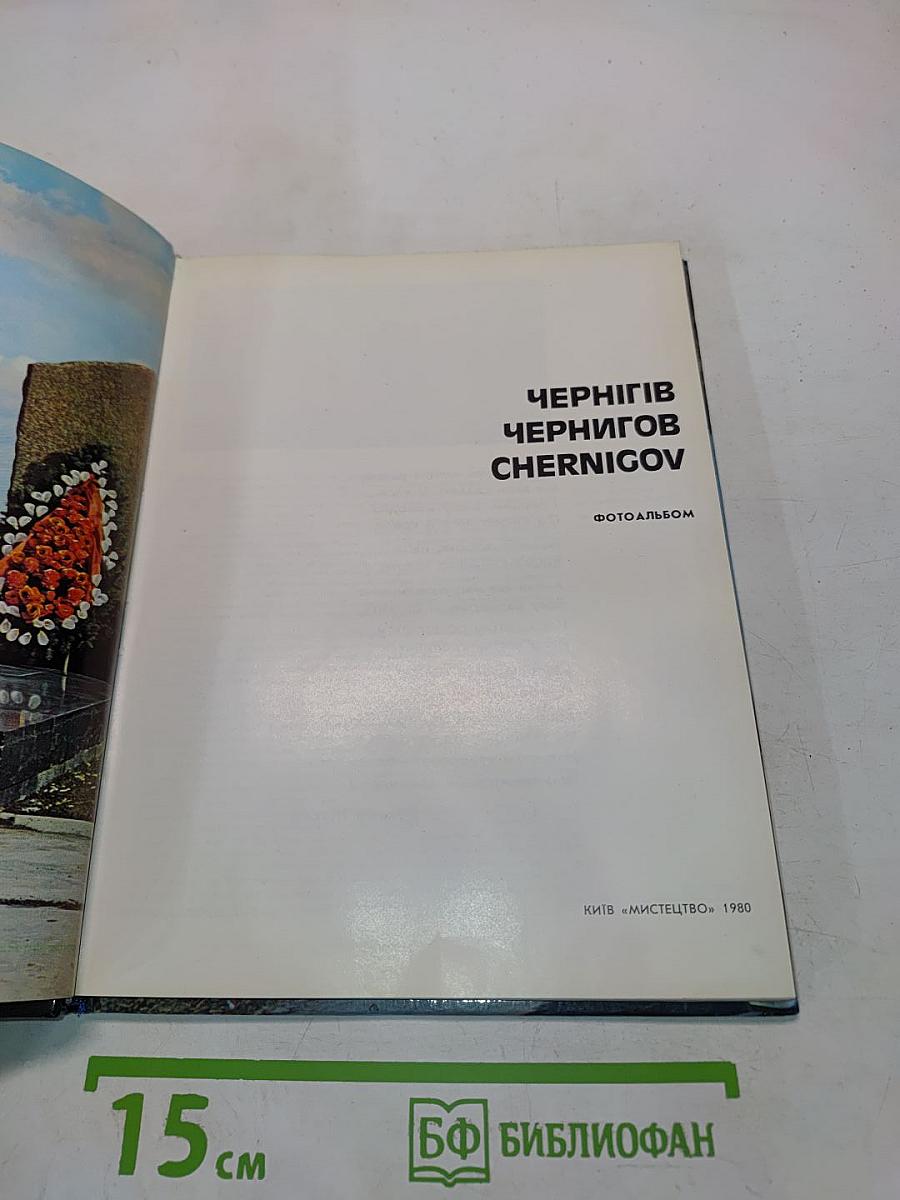 ЧЕРНІГІВ
ЧЕРНИГОВ
CHERNIGOV
ФОТОАЛЬБОМ
КИЇВ «МИСТЕЦТВО» 1980
15 см
БФ БИБЛИОФАН